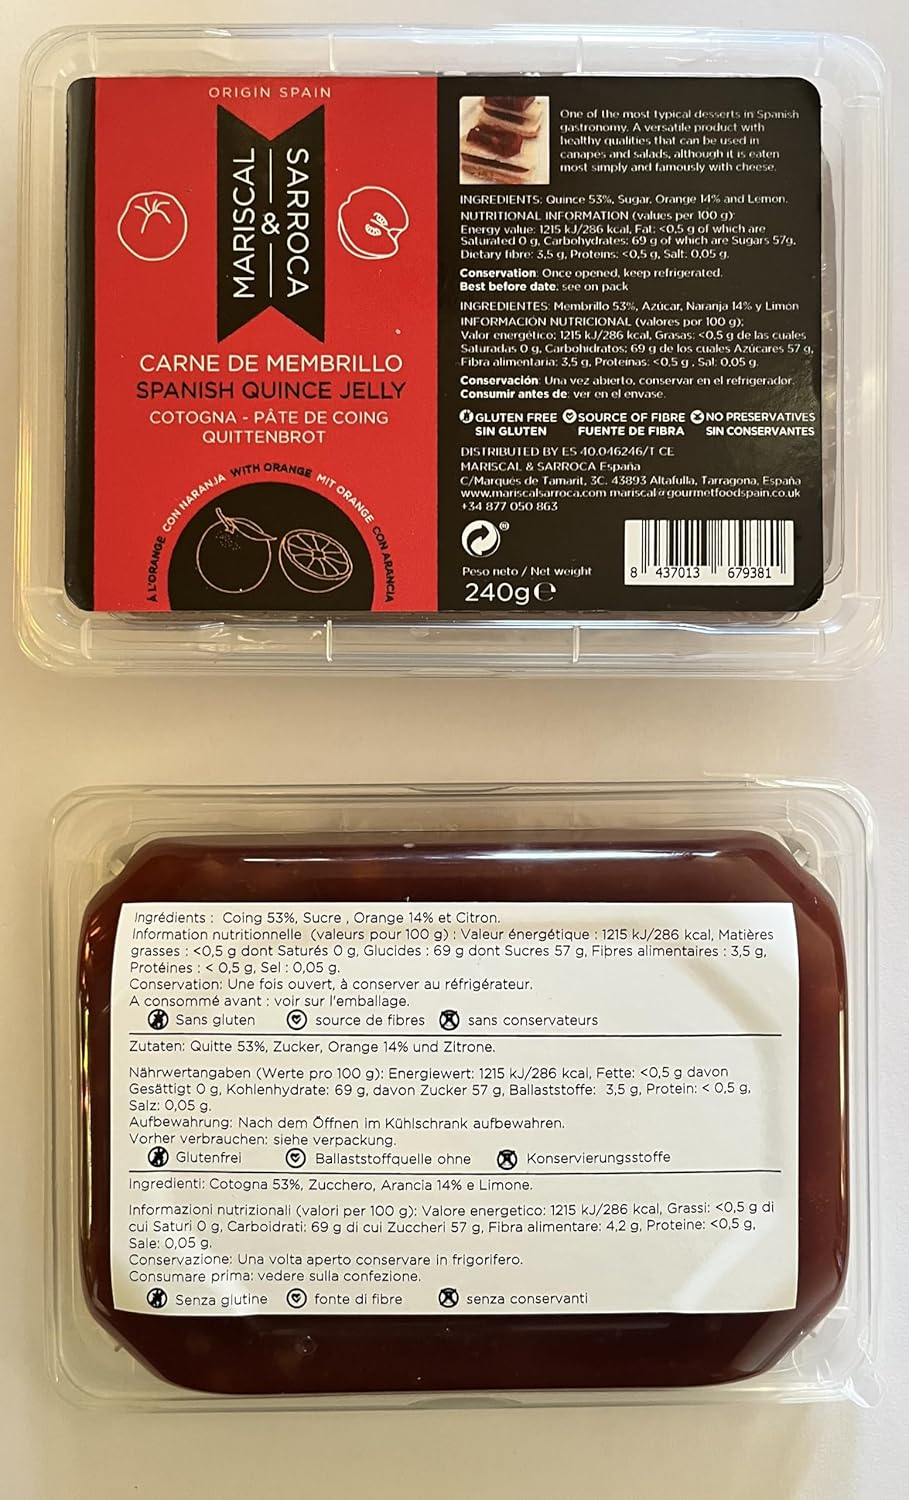 ORIGIN SPAIN
MARISCAL
&
SARROCA
CARNE DE MEMBRILLO
SPANISH QUINCE JELLY
COTOGNA - PÂTE DE COING
QUITTENBROT
À L'ORANGE CON NARANJA WITH ORANGE MIT ORANGE CON ARANCIA
One of the most typical desserts in Spanish
gastronomy. A versatile product with
healthy qualities that can be used in
canapes and salads, although it is eaten
most simply and famously with cheese.
INGREDIENTS: Quince 53%, Sugar, Orange 14% and Lemon.
NUTRITIONAL INFORMATION (values per 100 g):
Energy value: 1215 kJ/286 kcal, Fat: <0,5 g of which are
Saturated 0 g, Carbohydrates: 69 g of which are Sugars 57g,
Dietary fibre: 3,5 g, Proteins: <0,5 g, Salt: 0,05 g.
Conservation: Once opened, keep refrigerated.
Best before date: see on pack
INGREDIENTES: Membrillo 53%, Azúcar, Naranja 14% y Limón
INFORMACIÓN NUTRICIONAL (valores por 100 g):
Valor energético: 1215 kJ/286 kcal, Grasas: <0,5 g de las cuales
Saturadas 0 g, Carbohidratos: 69 g de los cuales Azúcares 57 g,
Fibra alimentaria: 3,5 g, Proteínas: <0,5 g , Sal: 0,05 g.
Conservación: Una vez abierto, conservar en el refrigerador.
Consumir antes de: ver en el envase.
GLUTEN FREE SOURCE OF FIBRE NO PRESERVATIVES
SIN GLUTEN FUENTE DE FIBRA SIN CONSERVANTES
DISTRIBUTED BY ES 40.046246/T CE
MARISCAL & SARROCA España
C/Marqués de Tamarit, 3C. 43893 Altafulla, Tarragona, España
www.mariscalsarroca.com mariscal@gourmetfoodspain.co.uk
+34 877 050 863
®
Peso neto / Net weight
240g ℮
8 437013 679381
Ingrédients : Coing 53%, Sucre , Orange 14% et Citron.
Information nutritionnelle (valeurs pour 100 g) : Valeur énergétique : 1215 kJ/286 kcal, Matières
grasses : <0,5 g dont Saturés 0 g, Glucides : 69 g dont Sucres 57 g, Fibres alimentaires : 3,5 g,
Protéines : < 0,5 g, Sel : 0,05 g.
Conservation: Une fois ouvert, à conserver au réfrigérateur.
A consommé avant : voir sur l'emballage.
Sans gluten source de fibres sans conservateurs
Zutaten: Quitte 53%, Zucker, Orange 14% und Zitrone.
Nährwertangaben (Werte pro 100 g): Energiewert: 1215 kJ/286 kcal, Fette: <0,5 g davon
Gesättigt 0 g, Kohlenhydrate: 69 g, davon Zucker 57 g, Ballaststoffe: 3,5 g, Protein: < 0,5 g,
Salz: 0,05 g.
Aufbewahrung: Nach dem Öffnen im Kühlschrank aufbewahren.
Vorher verbrauchen: siehe verpackung.
Glutenfrei Ballaststoffquelle ohne Konservierungsstoffe
Ingredienti: Cotogna 53%, Zucchero, Arancia 14% e Limone.
Informazioni nutrizionali (valori per 100 g): Valore energetico: 1215 kJ/286 kcal, Grassi: <0,5 g di
cui Saturi 0 g, Carboidrati: 69 g di cui Zuccheri 57 g, Fibra alimentare: 4,2 g, Proteine: <0,5 g,
Sale: 0,05 g.
Conservazione: Una volta aperto conservare in frigorifero.
Consumare prima: vedere sulla confezione.
Senza glutine fonte di fibre senza conservanti